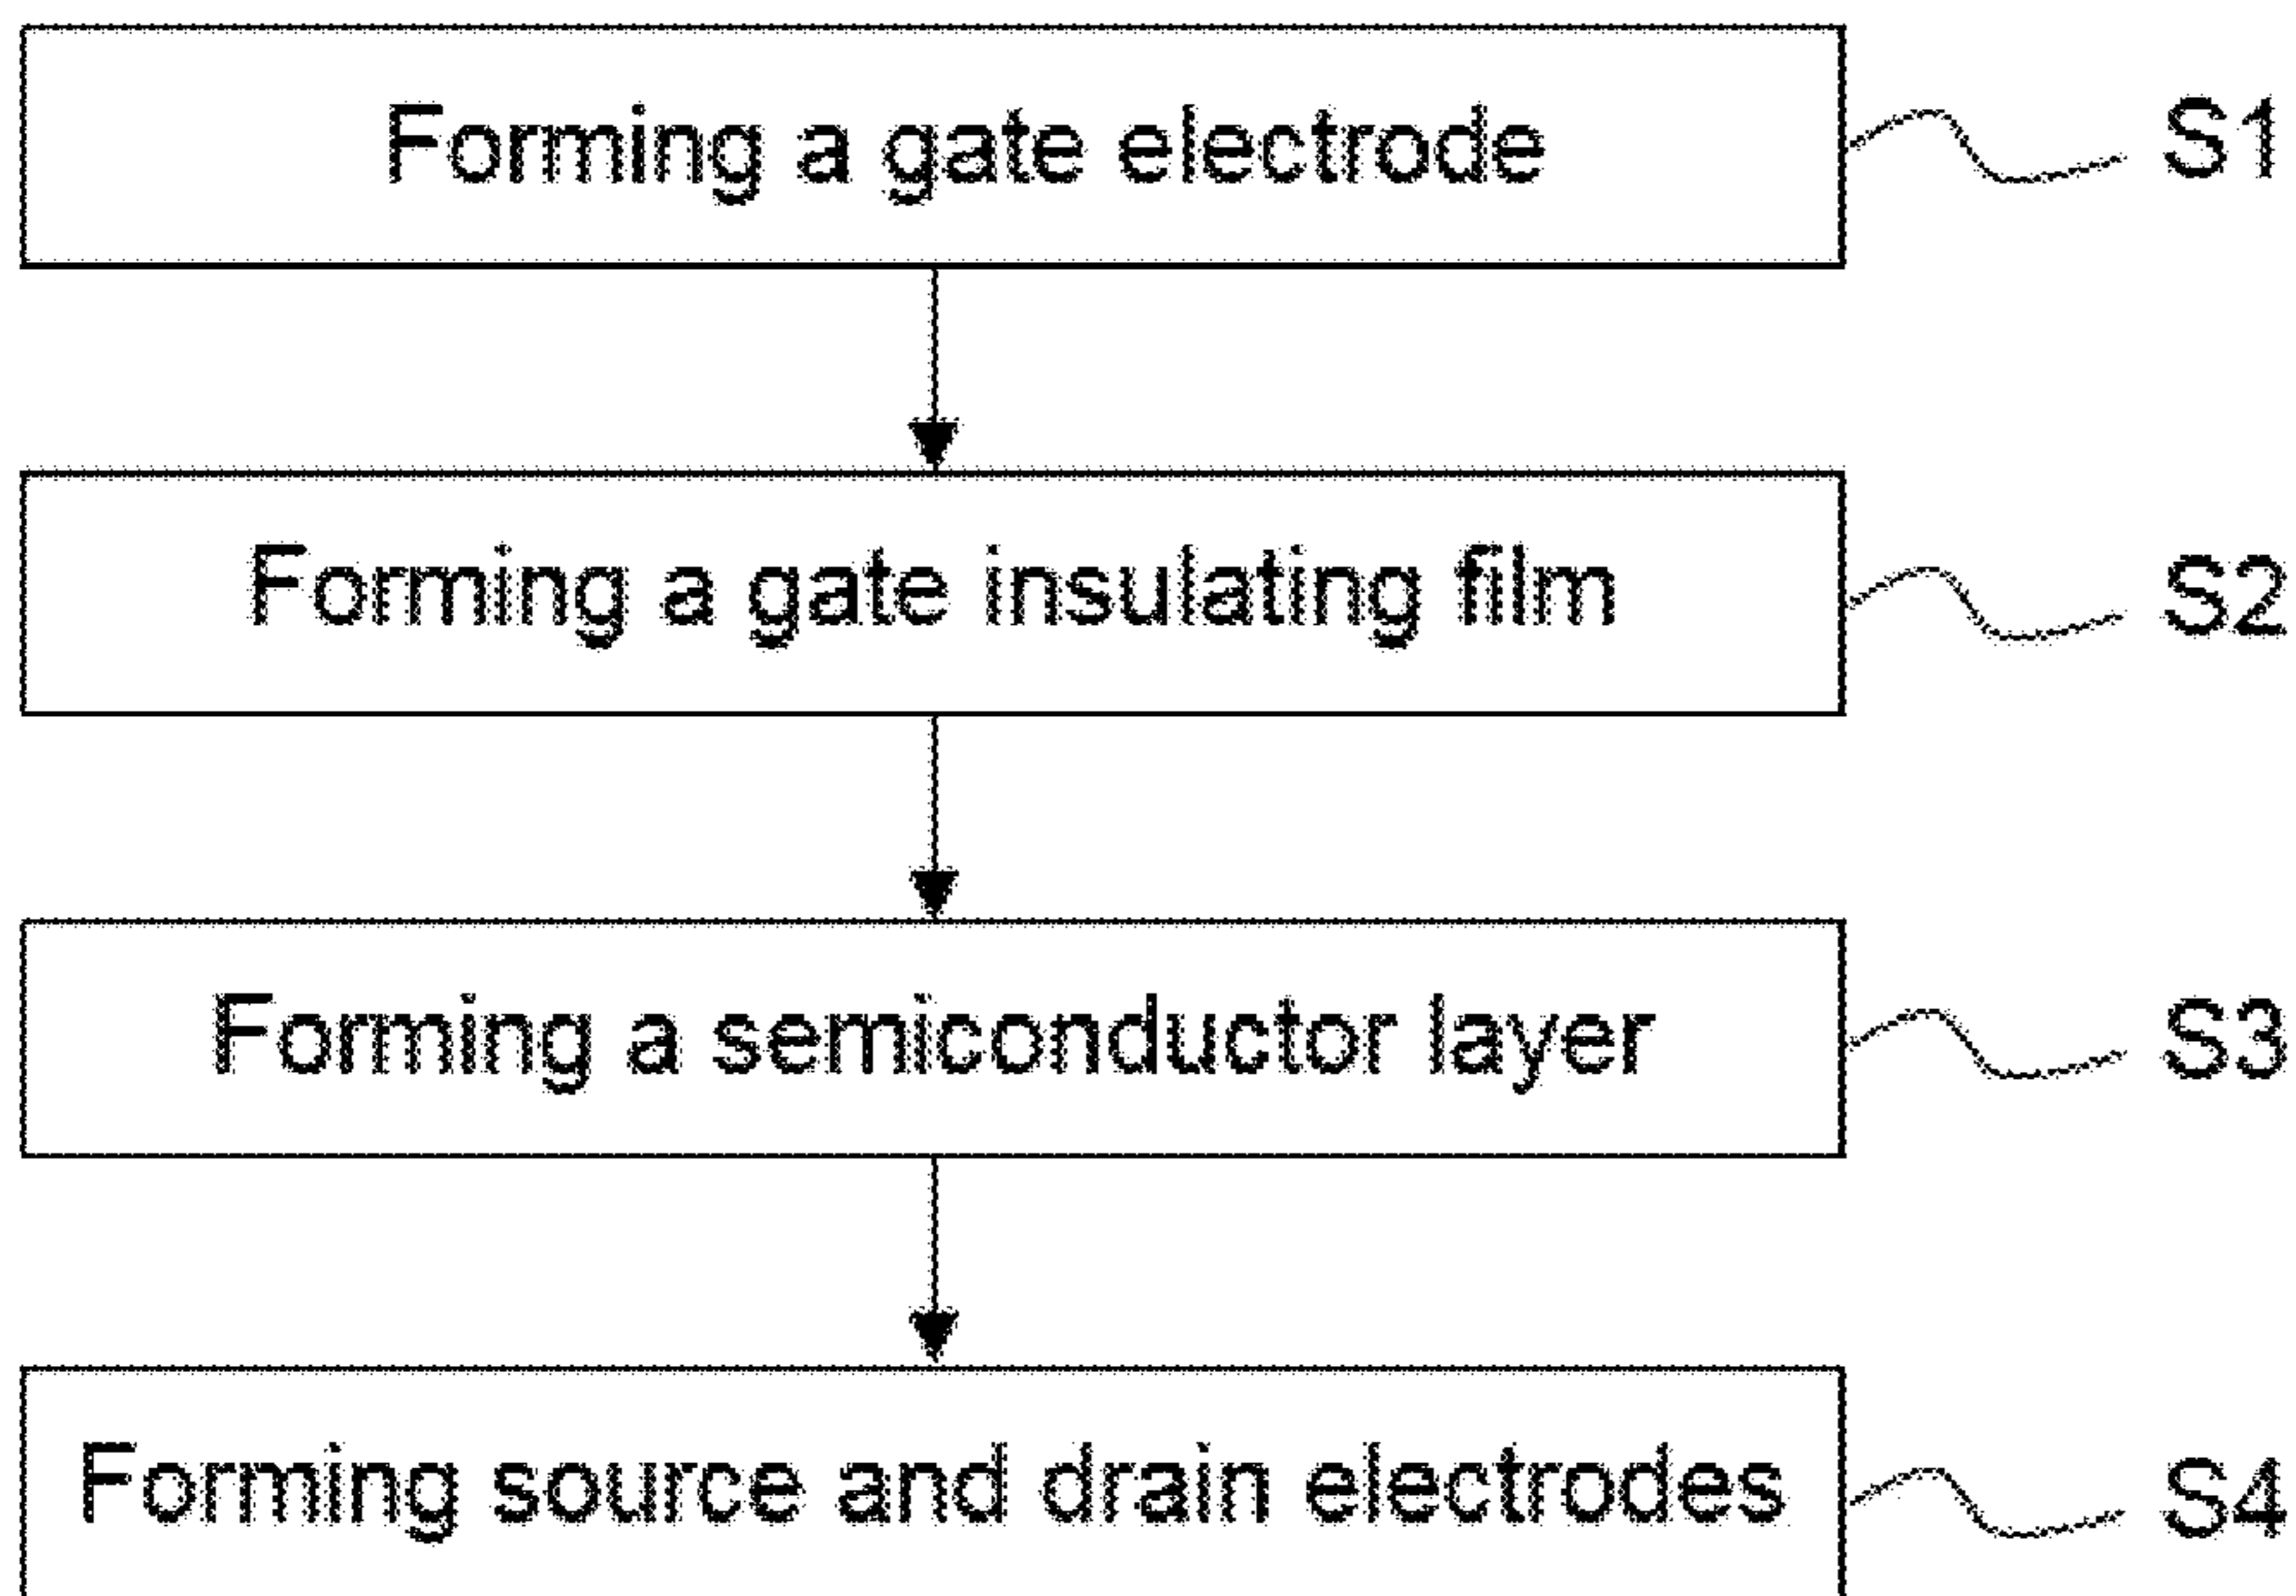 Forming a gate electrode S1
Forming a gate insulating film S2
Forming a semiconductor layer S3
Forming source and drain electrodes S4